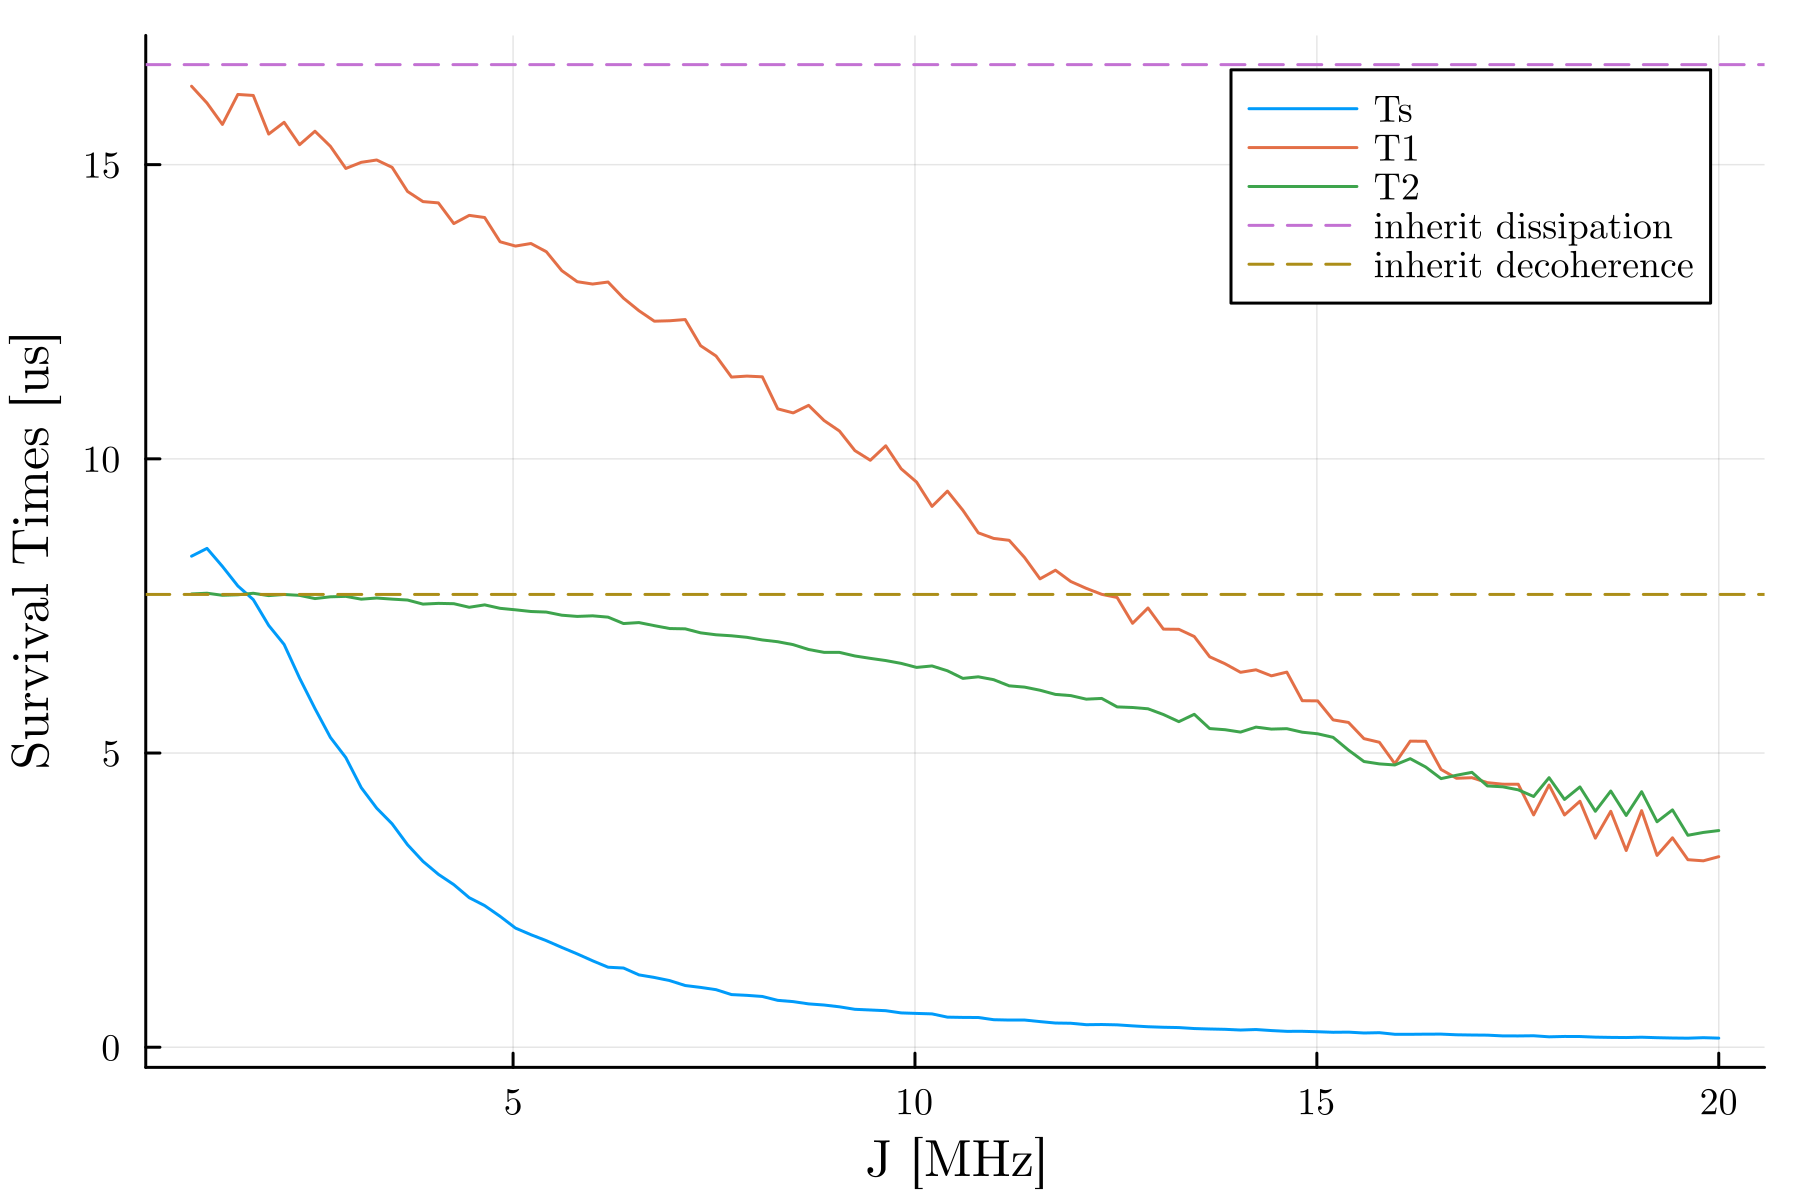 Survival Times [us]
15
10
5
0
Ts
T1
T2
inherit dissipation
inherit decoherence
5
10
15
20
J [MHz]